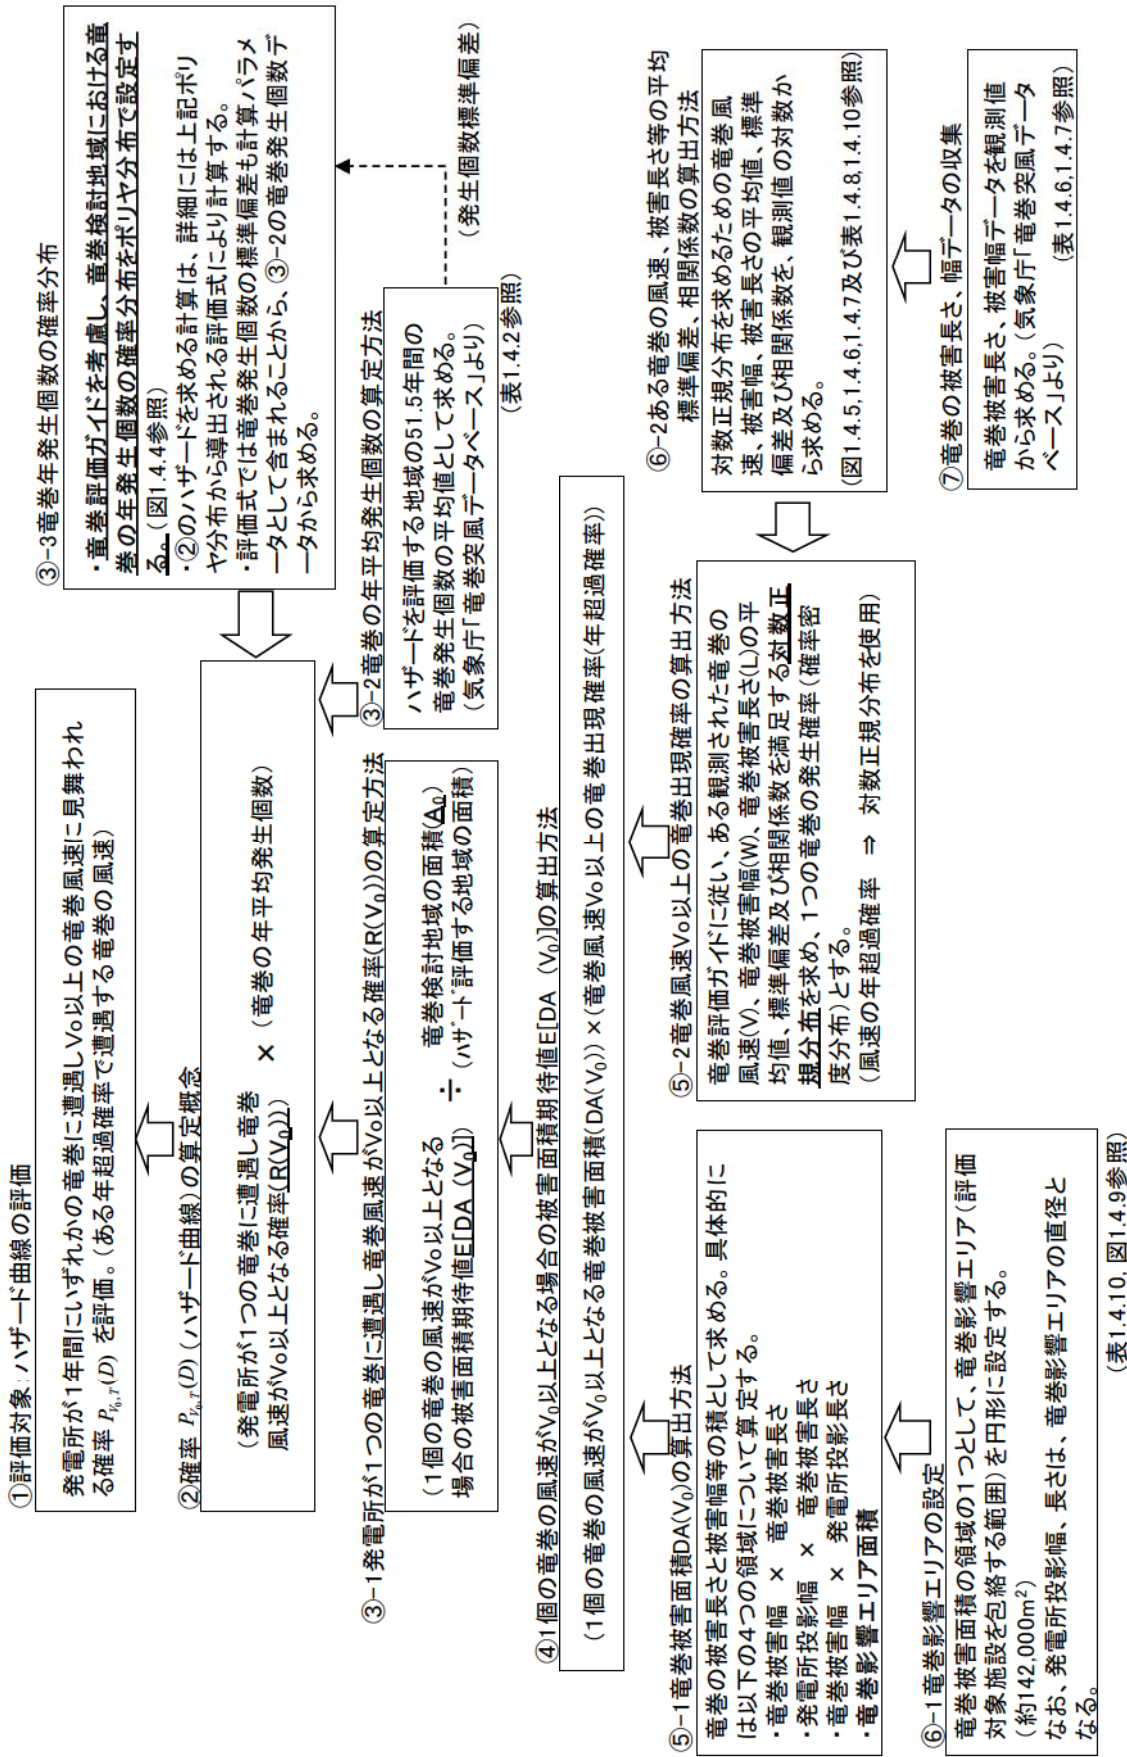 ①評価対象:ハザード曲線の評価
発電所が1年間にいずれかの竜巻に遭遇しVo以上の竜巻風速に見舞われ
る確率 P_{V₀,T}(D) を評価。(ある年超過確率で遭遇する竜巻の風速)
②確率 P_{V₀,T}(D) (ハザード曲線)の算定概念
(発電所が1つの竜巻に遭遇し竜巻
風速がVo以上となる確率(R(V₀)))
×
(竜巻の年平均発生個数)
③-3竜巻年発生個数の確率分布
・竜巻評価ガイドを考慮し、竜巻検討地域における竜
巻の年発生個数の確率分布をポリヤ分布で設定す
る。(図1.4.4参照)
・②のハザードを求める計算は、詳細には上記ポリ
ヤ分布から導出される評価式により計算する。
・評価式では竜巻発生個数の標準偏差も計算パラメ
ータとして含まれることから、③-2の竜巻発生個数デ
ータから求める。
③-1発電所が1つの竜巻に遭遇し竜巻風速がVo以上となる確率(R(V₀))の算定方法
(1個の竜巻の風速がVo以上となる
場合の被害面積期待値E[DA (V₀)])
÷
竜巻検討地域の面積(A₀)
(ハザード評価する地域の面積)
③-2竜巻の年平均発生個数の算定方法
ハザードを評価する地域の51.5年間の
竜巻発生個数の平均値として求める。
(気象庁「竜巻突風データベース」より)
(表1.4.2参照)
(発生個数標準偏差)
④1個の竜巻の風速がV₀以上となる場合の被害面積期待値E[DA (V₀)]の算出方法
(1個の竜巻の風速がV₀以上となる竜巻被害面積(DA(V₀)) ×(竜巻風速Vo以上の竜巻出現確率(年超過確率))
⑤-1竜巻被害面積DA(V₀)の算出方法
竜巻の被害長さと被害幅等の積として求める。具体的に
は以下の4つの領域について算定する。
・竜巻被害幅 × 竜巻被害長さ
・発電所投影幅 × 竜巻被害長さ
・竜巻被害幅 × 発電所投影長さ
・竜巻影響エリア面積
⑤-2竜巻風速Vo以上の竜巻出現確率の算出方法
竜巻評価ガイドに従い、ある観測された竜巻の
風速(V)、竜巻被害幅(W)、竜巻被害長さ(L)の平
均値、標準偏差及び相関係数を満足する対数正
規分布を求め、1つの竜巻の発生確率(確率密
度分布)とする。
(風速の年超過確率 ⇒ 対数正規分布を使用)
⑥-2ある竜巻の風速、被害長さ等の平均
標準偏差、相関係数の算出方法
対数正規分布を求めるための竜巻風
速、被害幅、被害長さの平均値、標準
偏差及び相関係数を、観測値の対数か
ら求める。
(図1.4.5,1.4.6,1.4.7及び表1.4.8,1.4.10参照)
⑥-1竜巻影響エリアの設定
竜巻被害面積の領域の1つとして、竜巻影響エリア(評価
対象施設を包絡する範囲)を円形に設定する。
(約142,000m²)
なお、発電所投影幅、長さは、竜巻影響エリアの直径と
なる。
(表1.4.10, 図1.4.9参照)
⑦竜巻の被害長さ、幅データの収集
竜巻被害長さ、被害幅データを観測値
から求める。(気象庁「竜巻突風データ
ベース」より)
(表1.4.6,1.4.7参照)